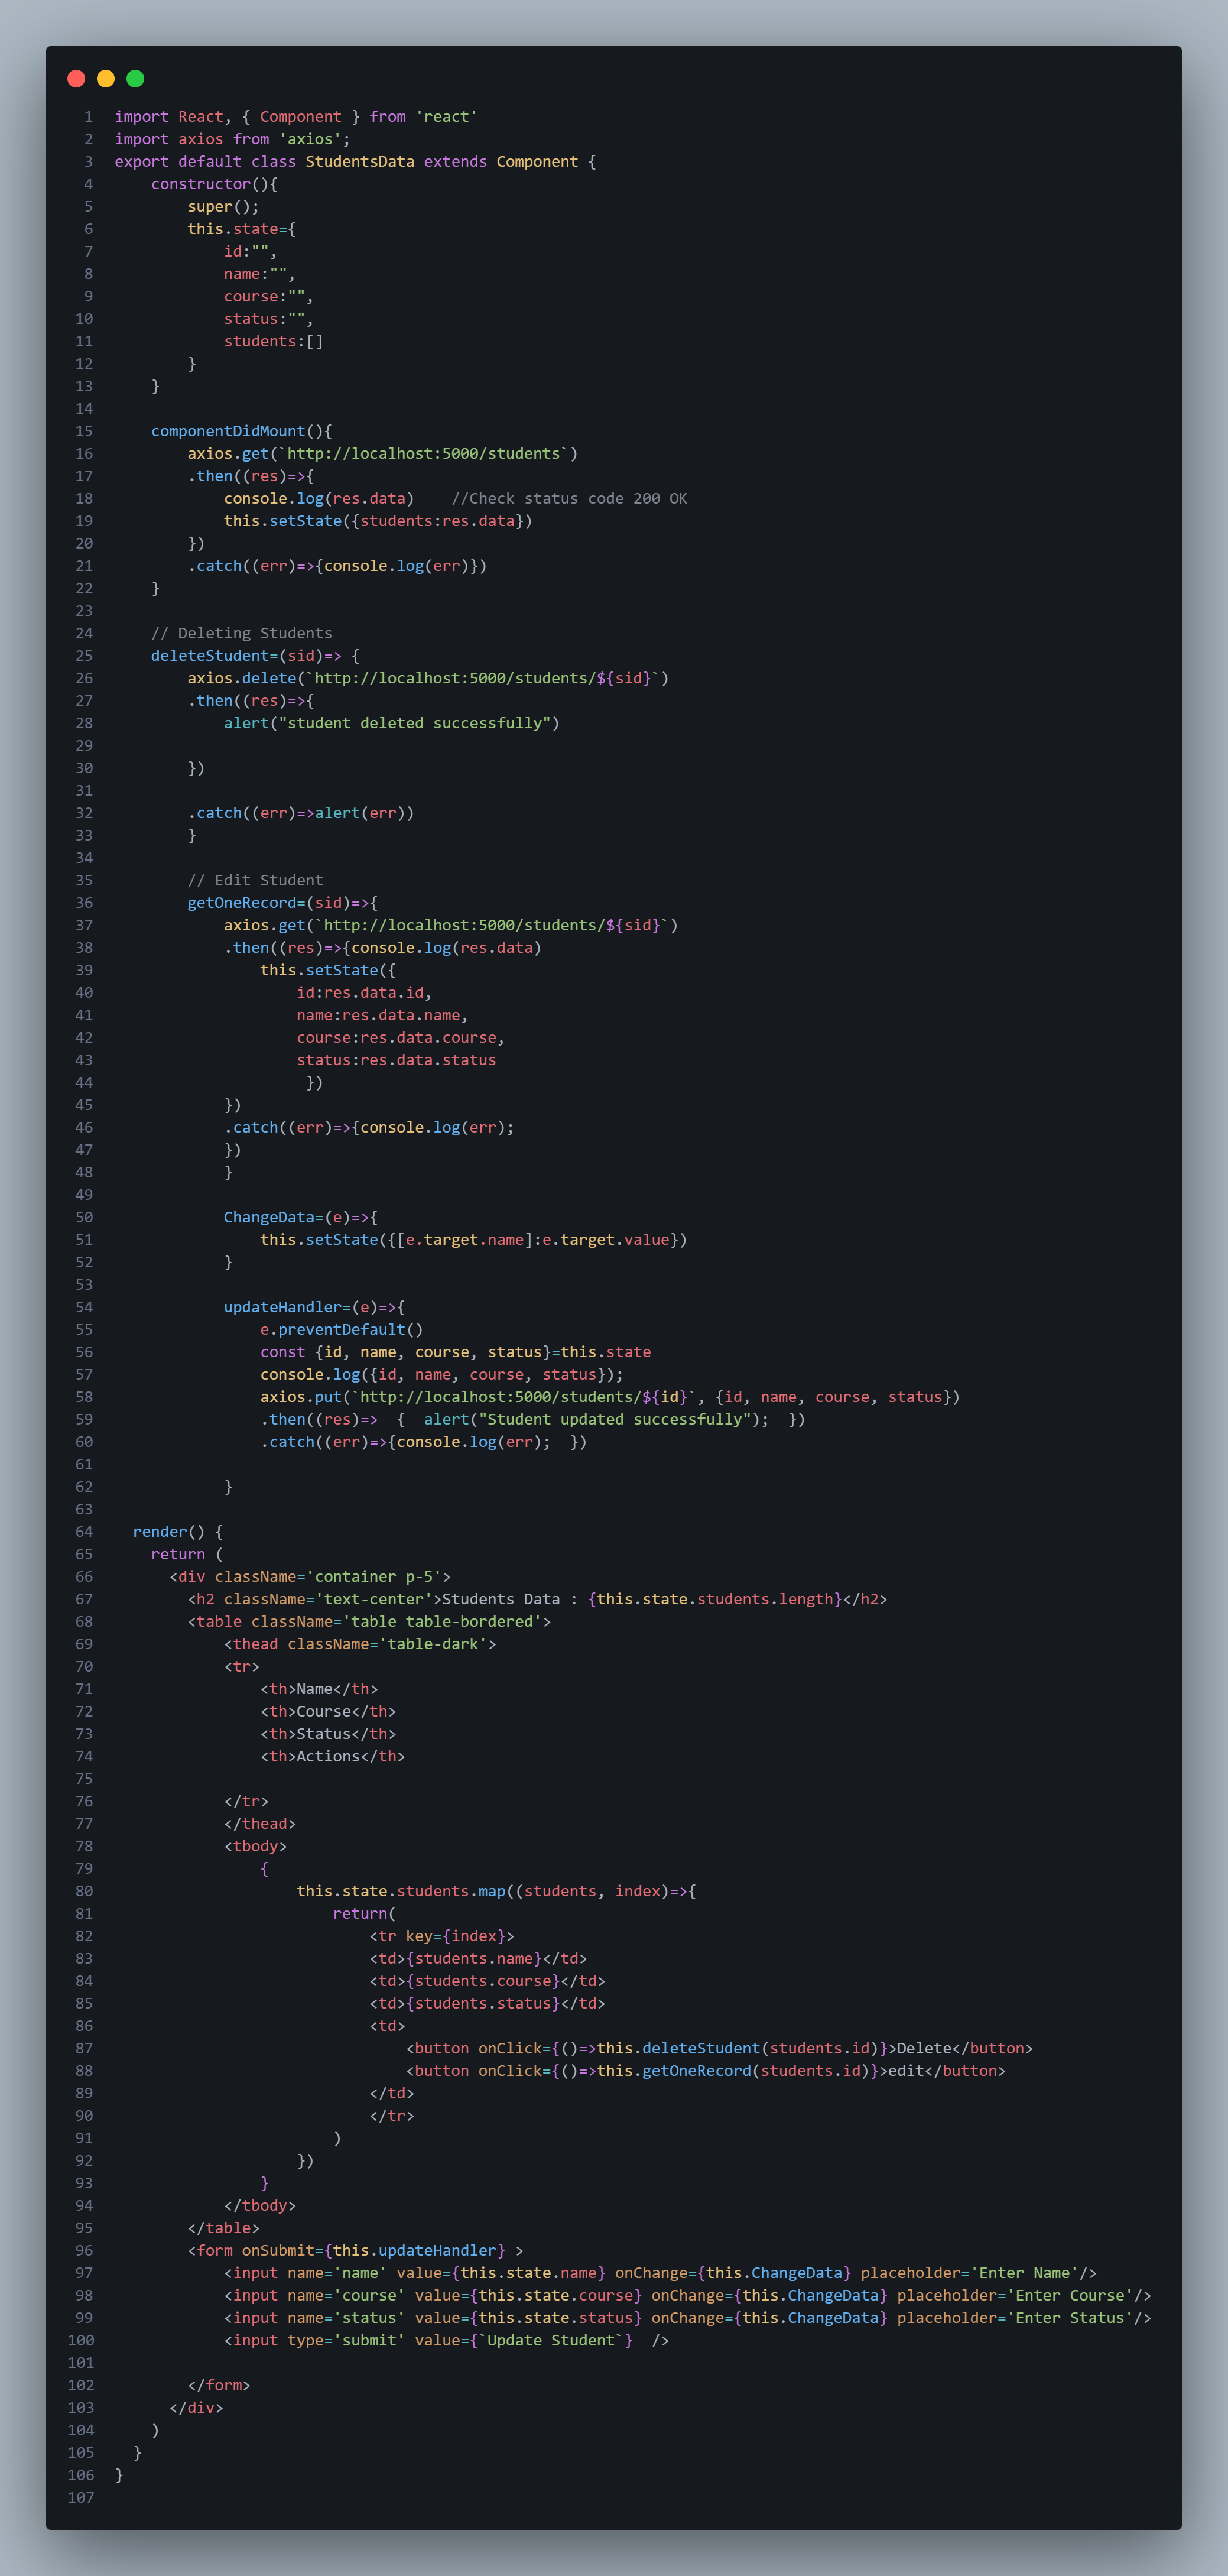 1 import React, { Component } from 'react'
2 import axios from 'axios';
3 export default class StudentsData extends Component {
4     constructor(){
5         super();
6         this.state={
7             id:"",
8             name:"",
9             course:"",
10             status:"",
11             students:[]
12         }
13     }
14
15     componentDidMount(){
16         axios.get(`http://localhost:5000/students`)
17         .then((res)=>{
18             console.log(res.data)    //Check status code 200 OK
19             this.setState({students:res.data})
20         })
21         .catch((err)=>{console.log(err)})
22     }
23
24     // Deleting Students
25     deleteStudent=(sid)=> {
26         axios.delete(`http://localhost:5000/students/${sid}`)
27         .then((res)=>{
28             alert("student deleted successfully")
29
30         })
31
32         .catch((err)=>alert(err))
33         }
34
35         // Edit Student
36         getOneRecord=(sid)=>{
37             axios.get(`http://localhost:5000/students/${sid}`)
38             .then((res)=>{console.log(res.data)
39                 this.setState({
40                     id:res.data.id,
41                     name:res.data.name,
42                     course:res.data.course,
43                     status:res.data.status
44                      })
45             })
46             .catch((err)=>{console.log(err);
47             })
48             }
49
50             ChangeData=(e)=>{
51                 this.setState({[e.target.name]:e.target.value})
52             }
53
54             updateHandler=(e)=>{
55                 e.preventDefault()
56                 const {id, name, course, status}=this.state
57                 console.log({id, name, course, status});
58                 axios.put(`http://localhost:5000/students/${id}`, {id, name, course, status})
59                 .then((res)=>  {  alert("Student updated successfully");  })
60                 .catch((err)=>{console.log(err);  })
61
62             }
63
64   render() {
65     return (
66       <div className='container p-5'>
67         <h2 className='text-center'>Students Data : {this.state.students.length}</h2>
68         <table className='table table-bordered'>
69             <thead className='table-dark'>
70             <tr>
71                 <th>Name</th>
72                 <th>Course</th>
73                 <th>Status</th>
74                 <th>Actions</th>
75
76             </tr>
77             </thead>
78             <tbody>
79                 {
80                     this.state.students.map((students, index)=>{
81                         return(
82                             <tr key={index}>
83                             <td>{students.name}</td>
84                             <td>{students.course}</td>
85                             <td>{students.status}</td>
86                             <td>
87                                 <button onClick={()=>this.deleteStudent(students.id)}>Delete</button>
88                                 <button onClick={()=>this.getOneRecord(students.id)}>edit</button>
89                             </td>
90                             </tr>
91                         )
92                     })
93                 }
94             </tbody>
95         </table>
96         <form onSubmit={this.updateHandler} >
97             <input name='name' value={this.state.name} onChange={this.ChangeData} placeholder='Enter Name'/>
98             <input name='course' value={this.state.course} onChange={this.ChangeData} placeholder='Enter Course'/>
99             <input name='status' value={this.state.status} onChange={this.ChangeData} placeholder='Enter Status'/>
100             <input type='submit' value={`Update Student`}  />
101
102         </form>
103       </div>
104     )
105   }
106 }
107